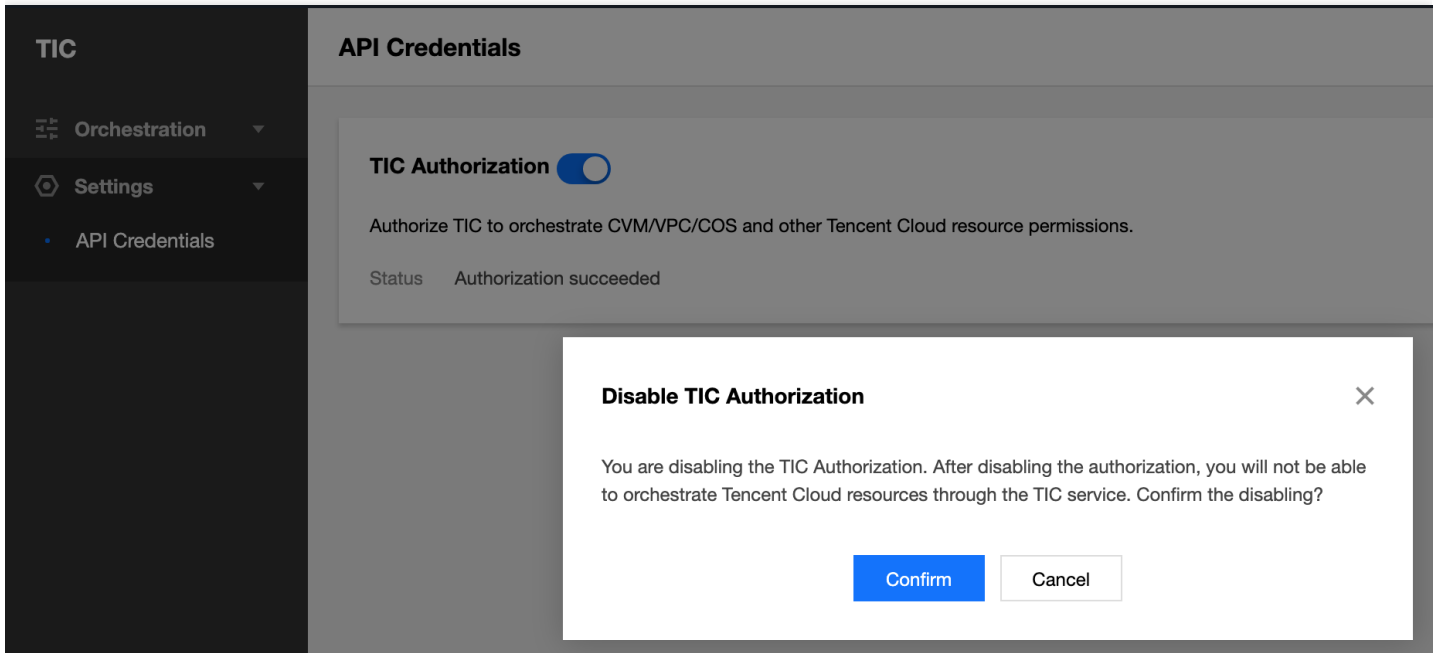 TIC
Orchestration
Settings
API Credentials
API Credentials
TIC Authorization
Authorize TIC to orchestrate CVM/VPC/COS and other Tencent Cloud resource permissions.
Status Authorization succeeded
Disable TIC Authorization
You are disabling the TIC Authorization. After disabling the authorization, you will not be able
to orchestrate Tencent Cloud resources through the TIC service. Confirm the disabling?
Confirm Cancel